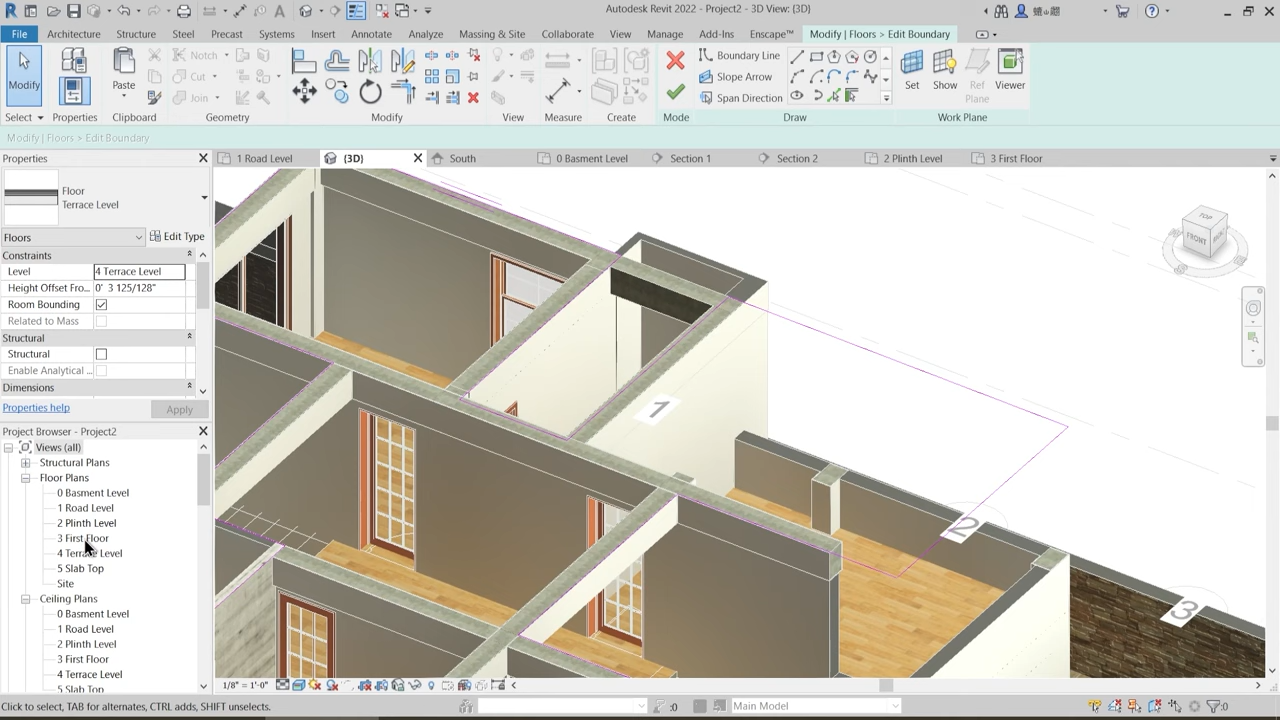 Autodesk Revit 2022 - Project2 - 3D View: {3D}
File Architecture Structure Steel Precast Systems Insert Annotate Analyze Massing & Site Collaborate View Manage Add-Ins Enscape™ Modify | Floors > Edit Boundary
Modify Paste Notch Cut Join Boundary Line Slope Arrow Span Direction Set Show Ref Plane Viewer
Select Properties Clipboard Geometry Modify View Measure Create Mode Draw Work Plane
Modify | Floors > Edit Boundary
Properties
1 Road Level (3D) South 0 Basment Level Section 1 Section 2 2 Plinth Level 3 First Floor
Floor
Terrace Level
Floors Edit Type
Constraints
Level 4 Terrace Level
Height Offset Fro... 0' 3 125/128"
Room Bounding
Related to Mass
Structural
Structural
Enable Analytical ...
Dimensions
Properties help Apply
Project Browser - Project2
Views (all)
Structural Plans
Floor Plans
0 Basment Level
1 Road Level
2 Plinth Level
3 First Floor
4 Terrace Level
5 Slab Top
Site
Ceiling Plans
0 Basment Level
1 Road Level
2 Plinth Level
3 First Floor
4 Terrace Level
5 Slab Top
TOP
FRONT
1
2
3
1/8" = 1'-0"
Click to select, TAB for alternates, CTRL adds, SHIFT unselects. :0 Main Model :0